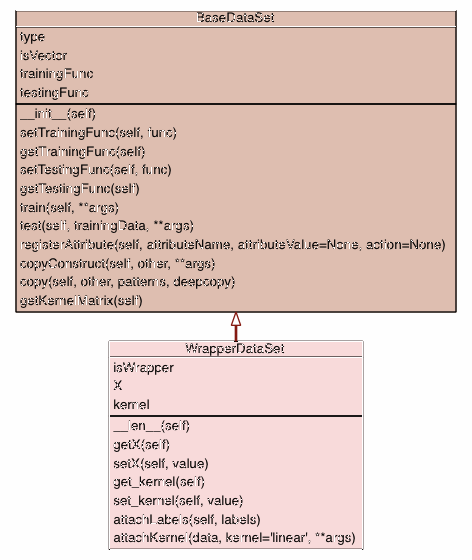 BaseDataSet
type
isVector
trainingFunc
testingFunc
__init__(self)
setTrainingFunc(self, func)
getTrainingFunc(self)
setTestingFunc(self, func)
getTestingFunc(self)
train(self, **args)
test(self, trainingData, **args)
registerAttribute(self, attributeName, attributeValue=None, action=None)
copyConstruct(self, other, **args)
copy(self, other, patterns, deepcopy)
getKernelMatrix(self)
WrapperDataSet
isWrapper
X
kernel
__len__(self)
getX(self)
setX(self, value)
get_kernel(self)
set_kernel(self, value)
attachLabels(self, labels)
attachKernel(data, kernel='linear', **args)